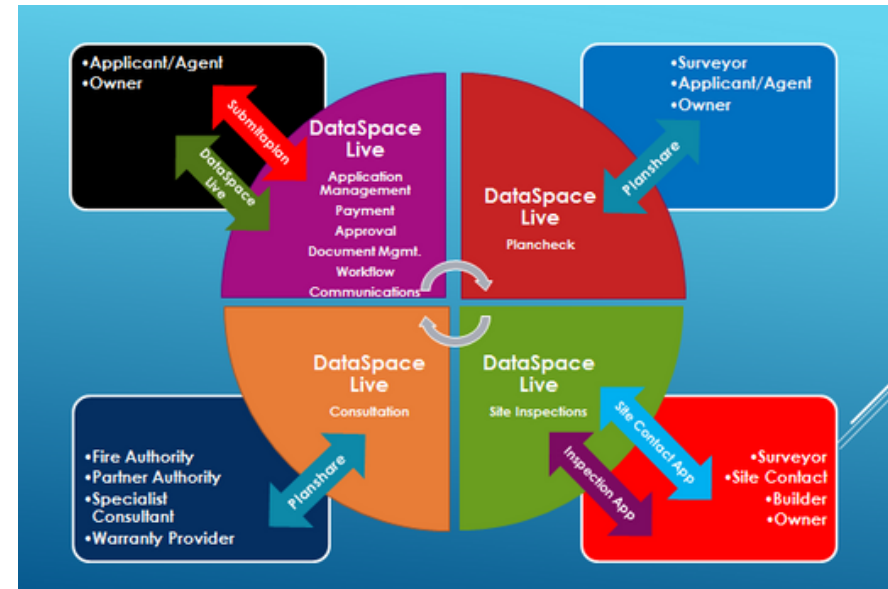 •Applicant/Agent
•Owner
Submitaplan
DataSpace
Live
DataSpace
Live
Application
Management
Payment
Approval
Document Mgmt.
Workflow
Communications
DataSpace
Live
Plancheck
•Surveyor
•Applicant/Agent
•Owner
Planshare
DataSpace
Live
Consultation
Planshare
•Fire Authority
•Partner Authority
•Specialist
Consultant
•Warranty Provider
DataSpace
Live
Site Inspections
Site Contact App
Inspection App
•Surveyor
•Site Contact
•Builder
•Owner